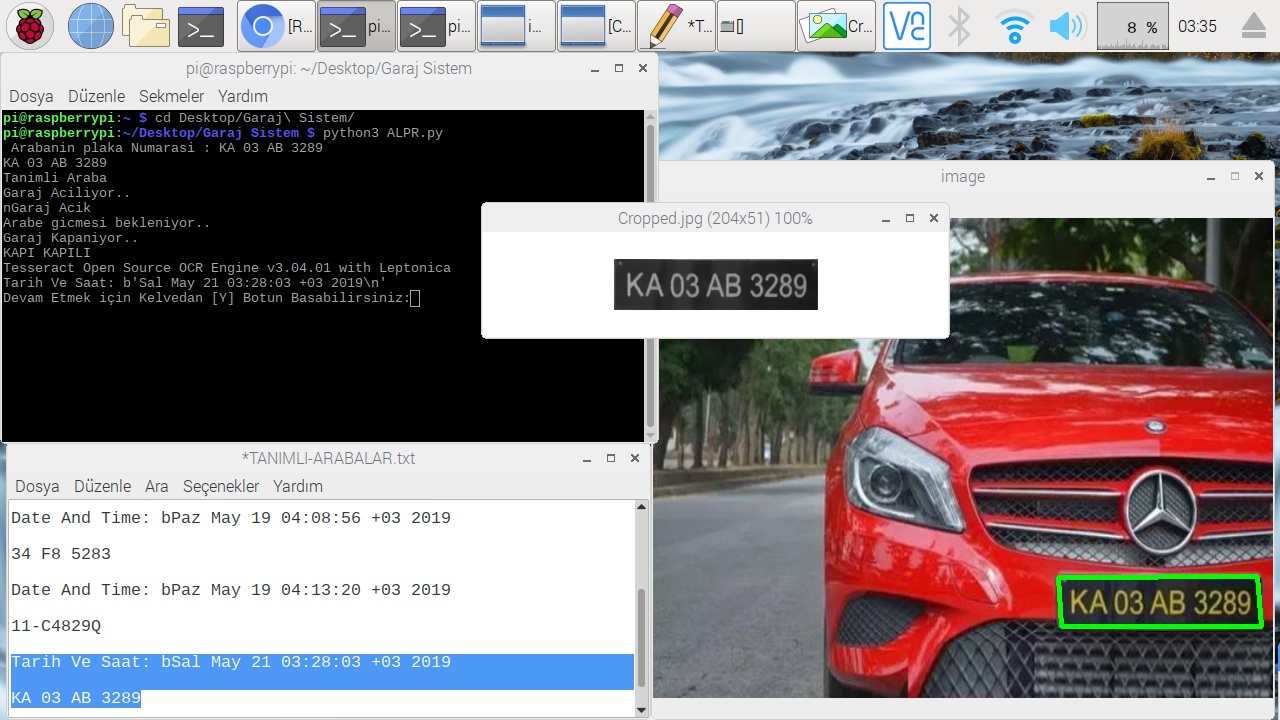 [R...
pi...
pi...
i...
[C...
*T...
[]
Cr...
8 %
03:35
pi@raspberrypi: ~/Desktop/Garaj Sistem
Dosya Düzenle Sekmeler Yardım
pi@raspberrypi:~ $ cd Desktop/Garaj\ Sistem/
pi@raspberrypi:~/Desktop/Garaj Sistem $ python3 ALPR.py
Arabanin plaka Numarasi : KA 03 AB 3289
KA 03 AB 3289
Tanimli Araba
Garaj Aciliyor..
nGaraj Acik
Arabe gicmesi bekleniyor..
Garaj Kapaniyor..
KAPI KAPILI
Tesseract Open Source OCR Engine v3.04.01 with Leptonica
Tarih Ve Saat: b'Sal May 21 03:28:03 +03 2019\n'
Devam Etmek için Kelvedan [Y] Botun Basabilirsiniz:
image
Cropped.jpg (204x51) 100%
KA 03 AB 3289
KA 03 AB 3289
*TANIMLI-ARABALAR.txt
Dosya Düzenle Ara Seçenekler Yardım
Date And Time: bPaz May 19 04:08:56 +03 2019
34 F8 5283
Date And Time: bPaz May 19 04:13:20 +03 2019
11-C4829Q
Tarih Ve Saat: bSal May 21 03:28:03 +03 2019
KA 03 AB 3289